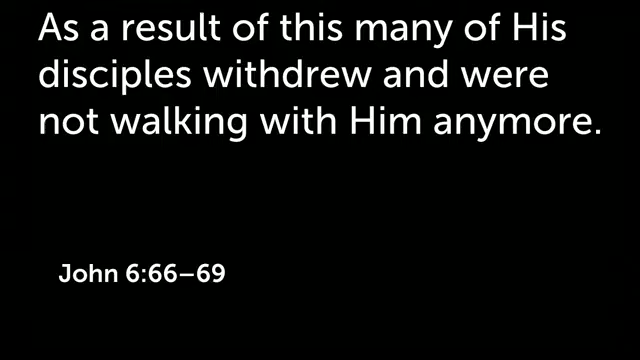 As a result of this many of His
disciples withdrew and were
not walking with Him anymore.
John 6:66–69